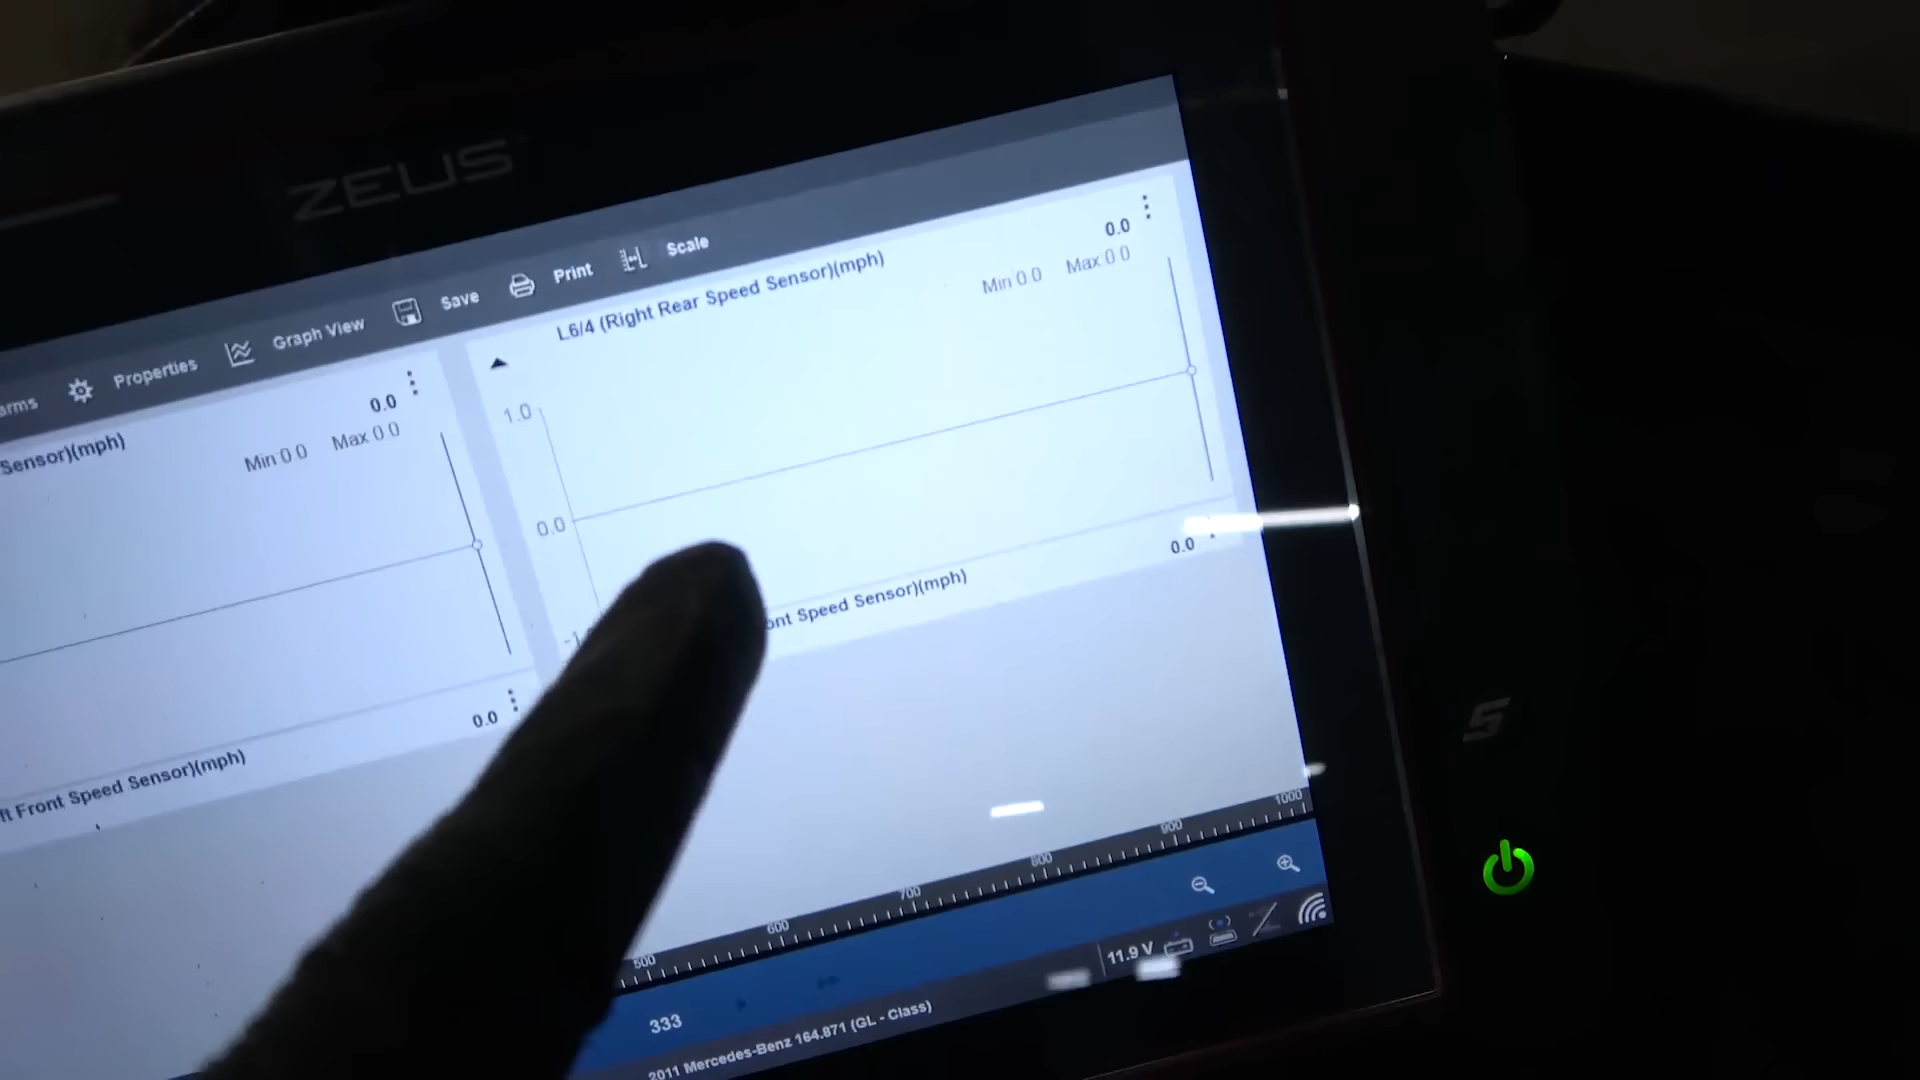 ZEUS
arms Properties Graph View Save Print Scale
Sensor)(mph)
0.0
Min 0.0 Max 0.0
0.0
ft Front Speed Sensor)(mph)
L6/4 (Right Rear Speed Sensor)(mph)
0.0
Min 0.0 Max 0.0
1.0
0.0
-1
ont Speed Sensor)(mph)
0.0
500 600 700 800 900 1000
333
11.9 V
2011 Mercedes-Benz 164.871 (GL - Class)